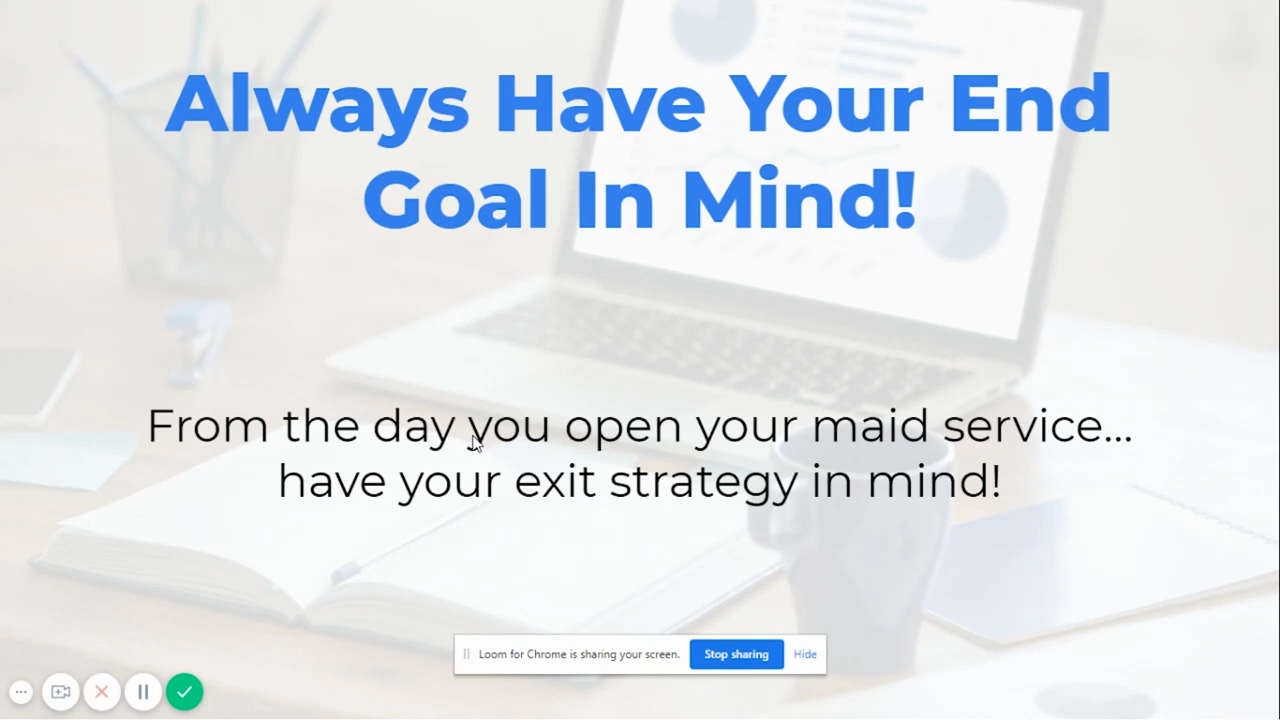 Always Have Your End
Goal In Mind!
From the day you open your maid service...
have your exit strategy in mind!
Loom for Chrome is sharing your screen. Stop sharing Hide